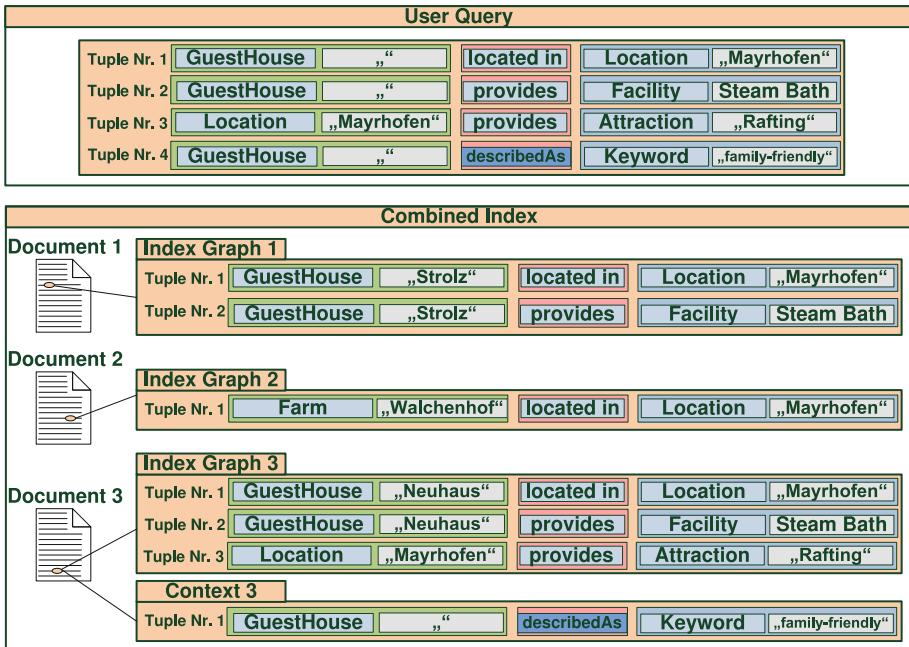 User Query
Tuple Nr. 1 GuestHouse „“ located in Location „Mayrhofen“
Tuple Nr. 2 GuestHouse „“ provides Facility Steam Bath
Tuple Nr. 3 Location „Mayrhofen“ provides Attraction „Rafting“
Tuple Nr. 4 GuestHouse „“ describedAs Keyword „family-friendly“
Combined Index
Document 1
Index Graph 1
Tuple Nr. 1 GuestHouse „Strolz“ located in Location „Mayrhofen“
Tuple Nr. 2 GuestHouse „Strolz“ provides Facility Steam Bath
Document 2
Index Graph 2
Tuple Nr. 1 Farm „Walchenhof“ located in Location „Mayrhofen“
Document 3
Index Graph 3
Tuple Nr. 1 GuestHouse „Neuhaus“ located in Location „Mayrhofen“
Tuple Nr. 2 GuestHouse „Neuhaus“ provides Facility Steam Bath
Tuple Nr. 3 Location „Mayrhofen“ provides Attraction „Rafting“
Context 3
Tuple Nr. 1 GuestHouse „“ describedAs Keyword „family-friendly“